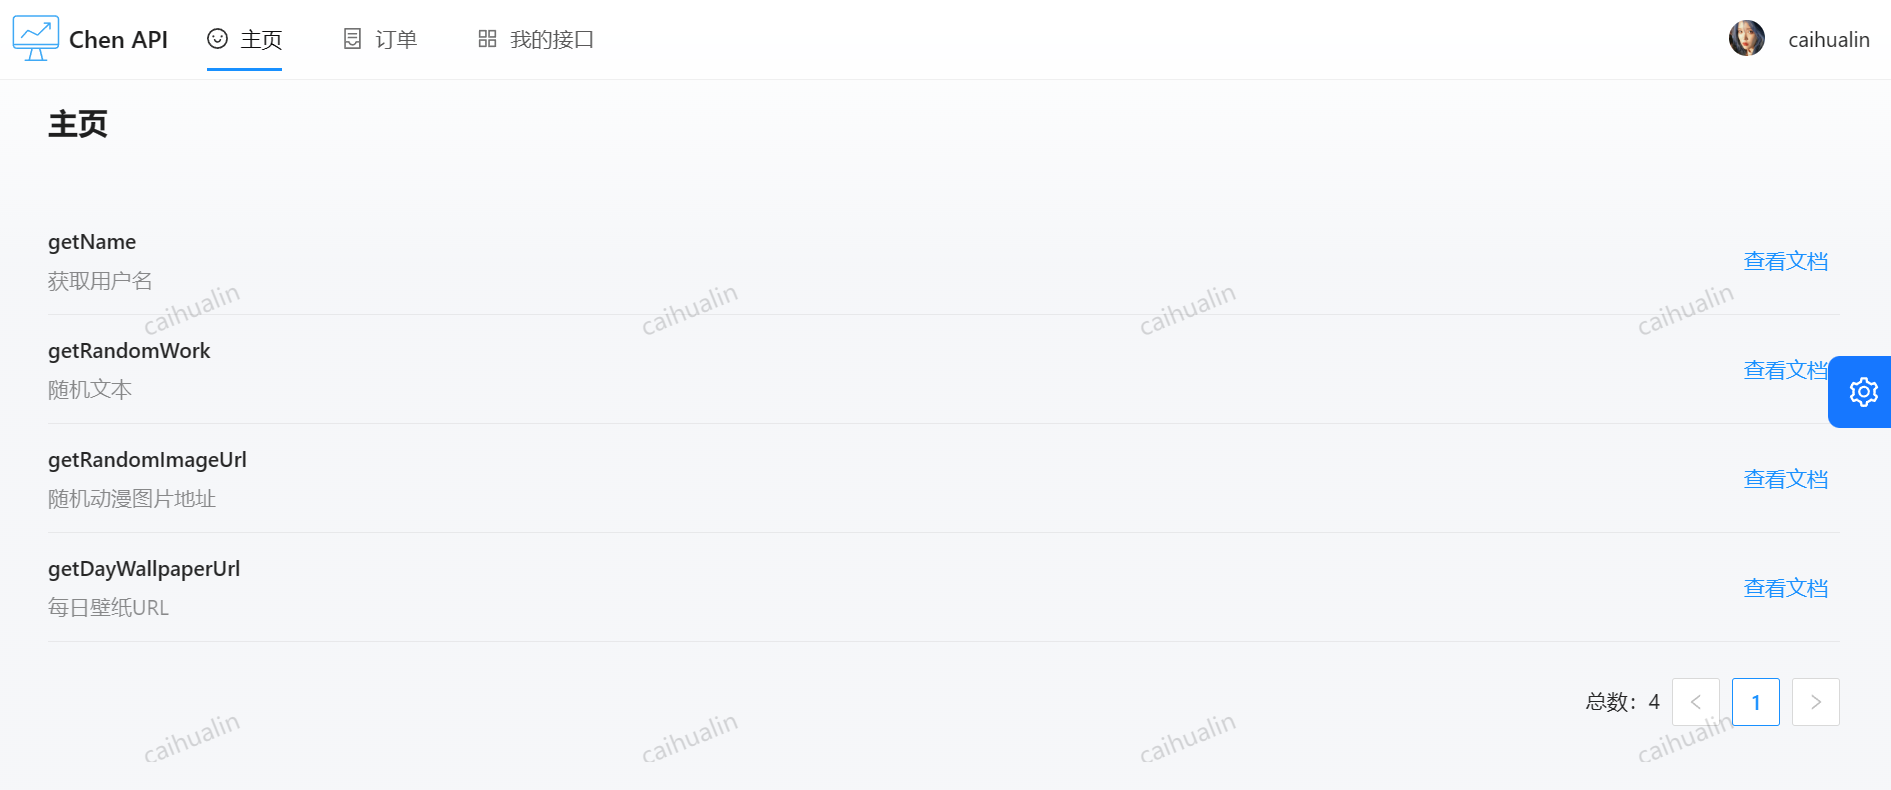 Chen API 主页 订单 我的接口 caihualin
主页
getName
获取用户名
查看文档
caihualin caihualin caihualin caihualin
getRandomWork
随机文本
查看文档
getRandomImageUrl
随机动漫图片地址
查看文档
getDayWallpaperUrl
每日壁纸URL
查看文档
总数：4 < 1 >
caihualin caihualin caihualin caihualin